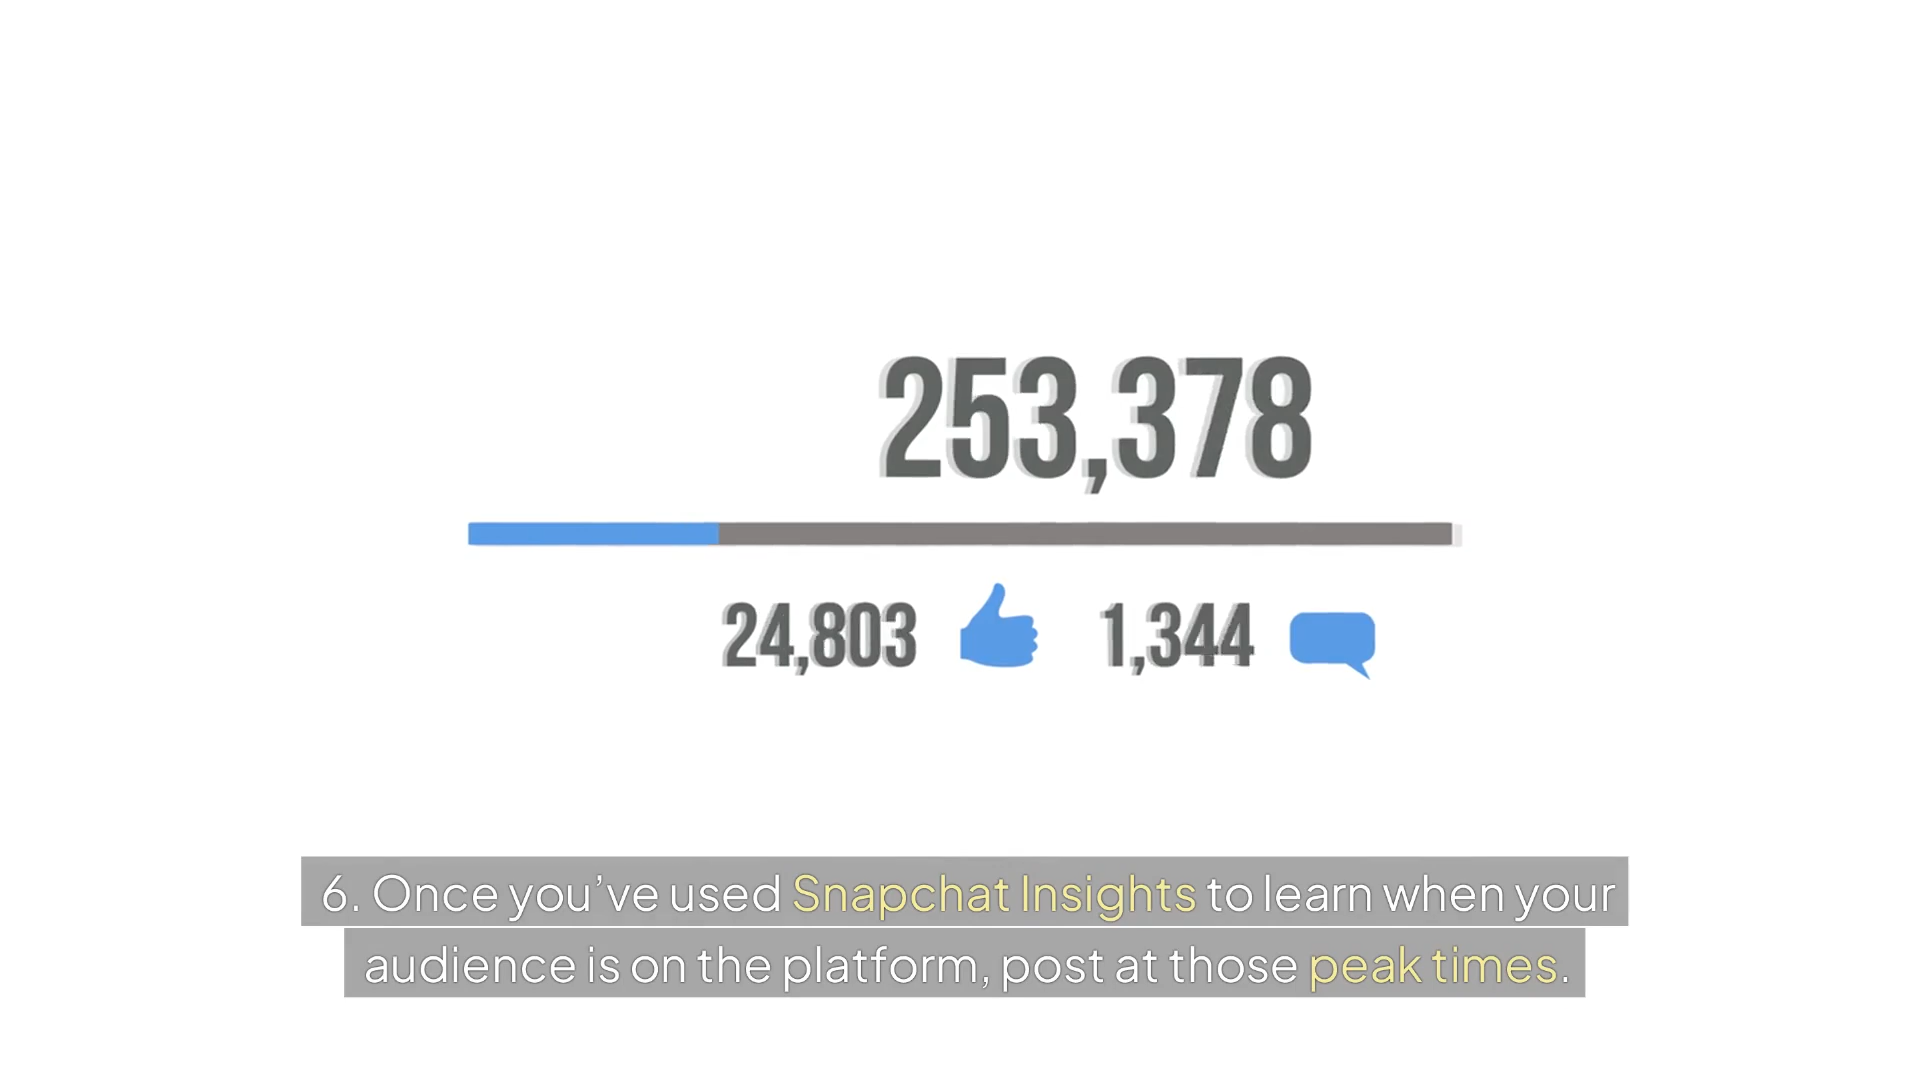 253,378
24,803 1,344
6. Once you’ve used Snapchat Insights to learn when your
audience is on the platform, post at those peak times.